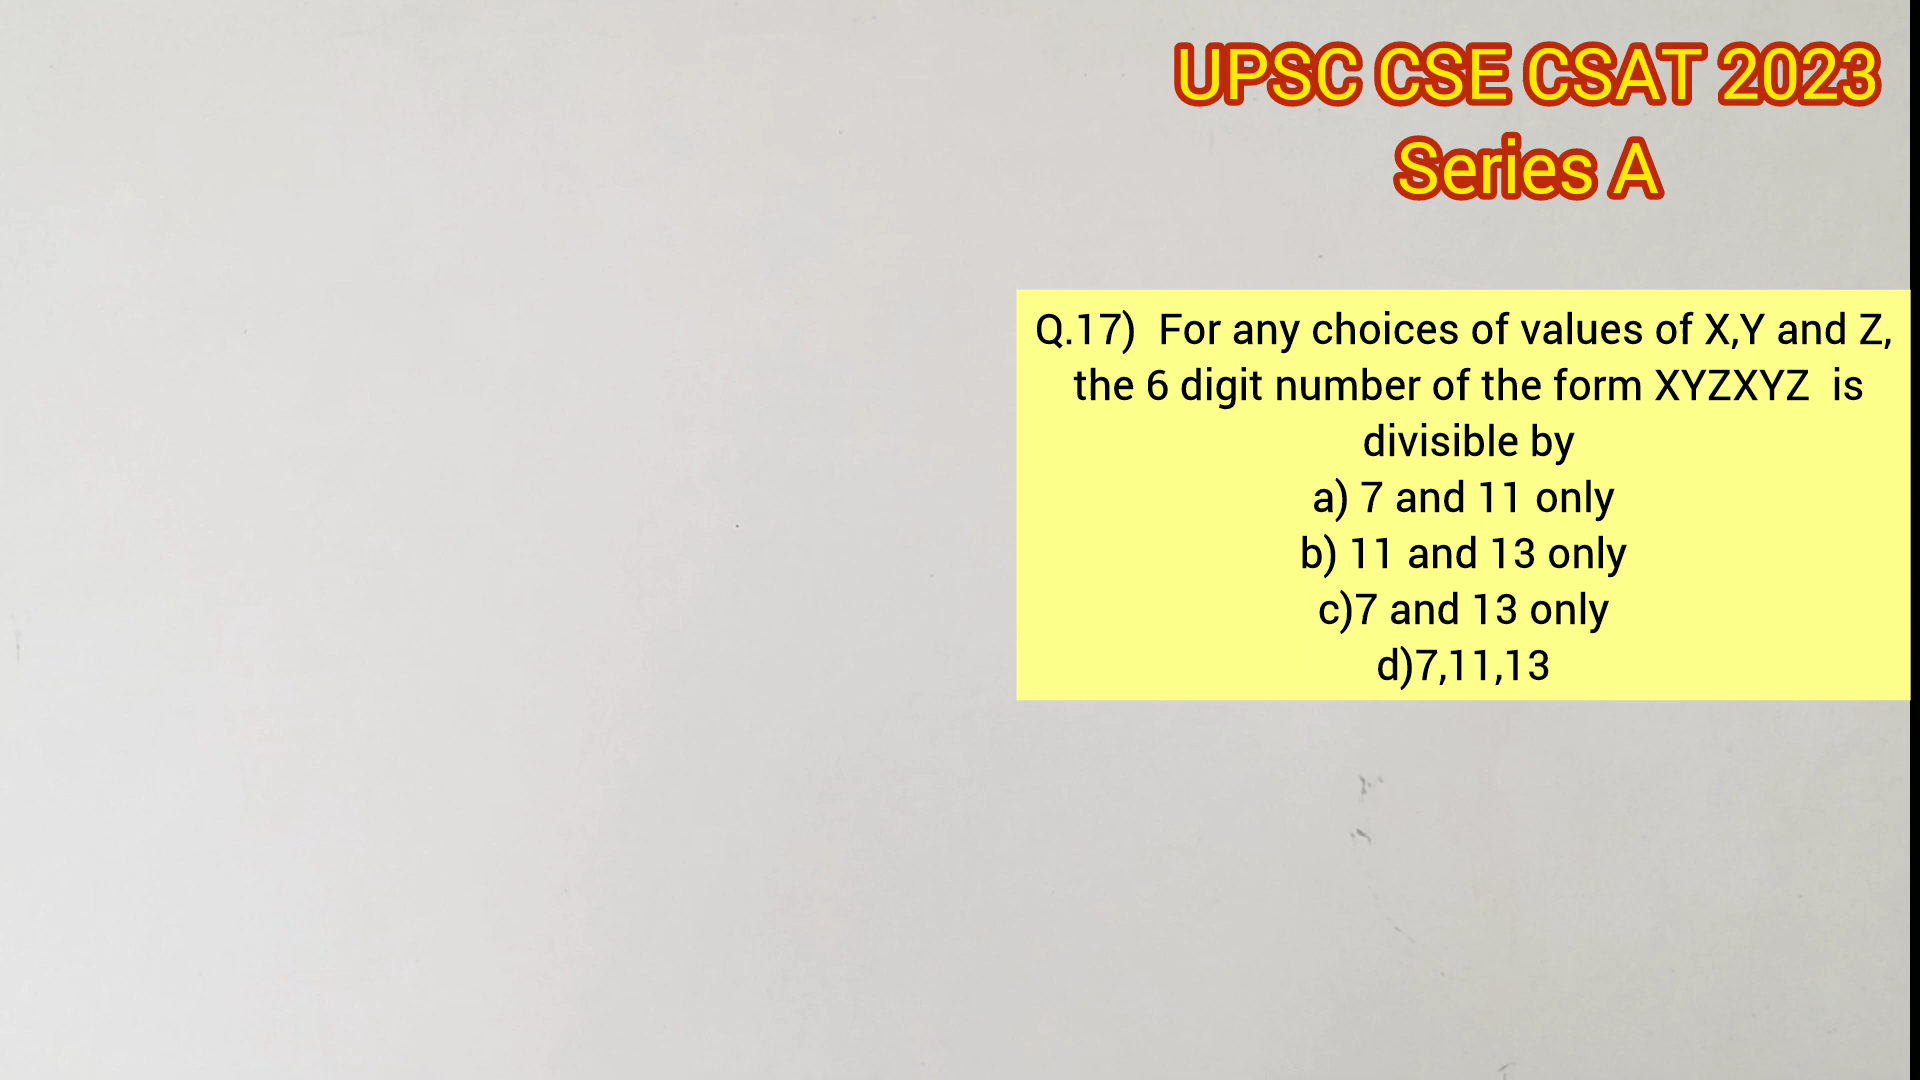 UPSC CSE CSAT 2023
Series A
Q.17)  For any choices of values of X,Y and Z,
the 6 digit number of the form XYZXYZ  is
divisible by
a) 7 and 11 only
b) 11 and 13 only
c)7 and 13 only
d)7,11,13